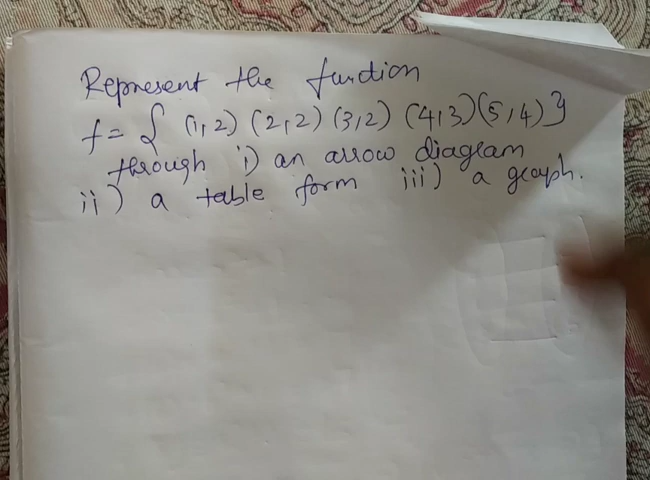 Represent the function
f = { (1,2) (2,2) (3,2) (4,3) (5,4) }
through i) an arrow diagram
ii) a table form iii) a graph.